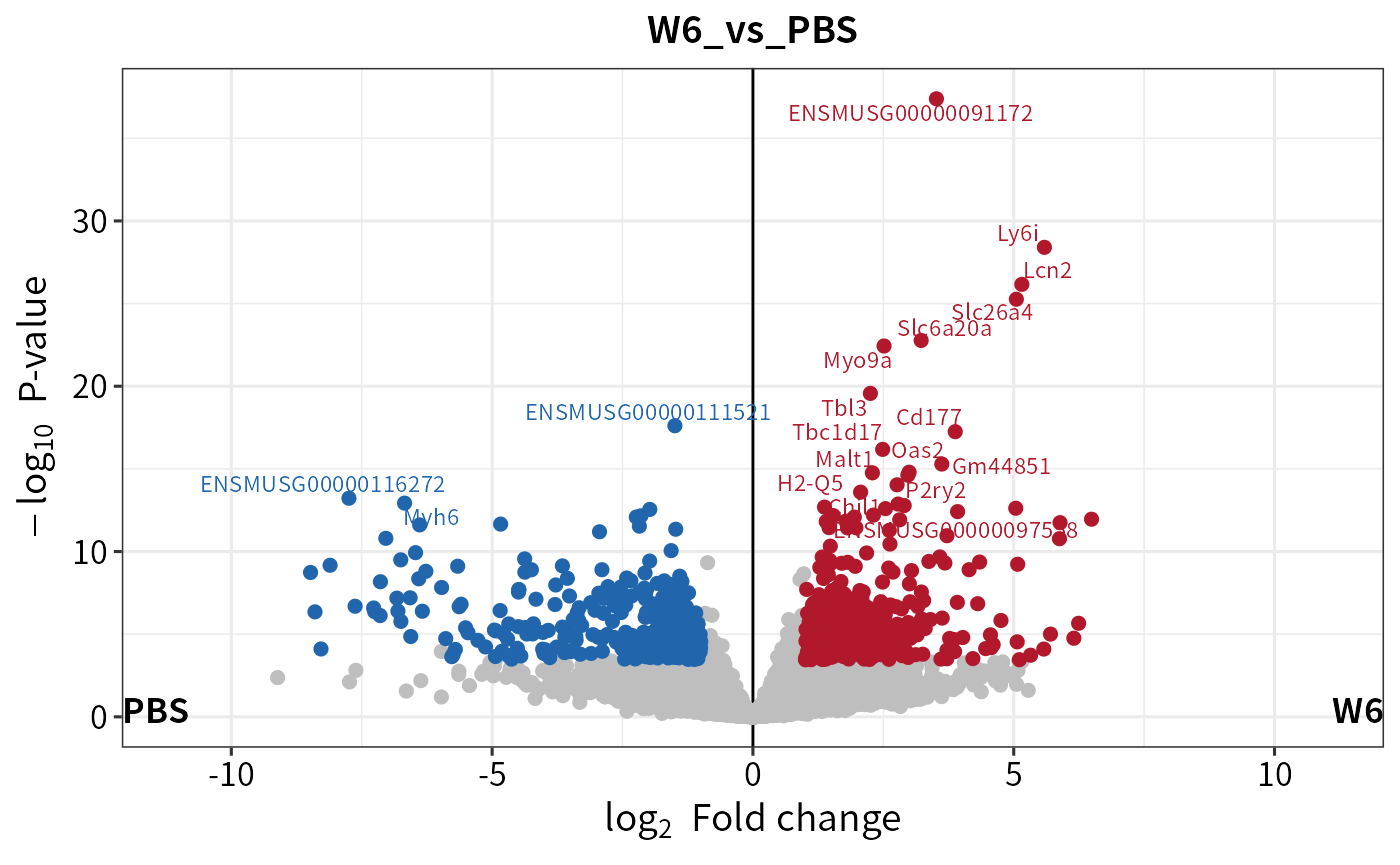 W6_vs_PBS
ENSMUSG00000091172
Ly6i
Lcn2
Slc26a4
Slc6a20a
Myo9a
Tbl3
ENSMUSG00000111521
Cd177
Tbc1d17
Oas2
Malt1
Gm44851
H2-Q5
ENSMUSG00000116272
P2ry2
Chil1
Myh6
30
20
10
0
− log10 P-value
PBS
W6
-10
-5
0
5
10
log2 Fold change